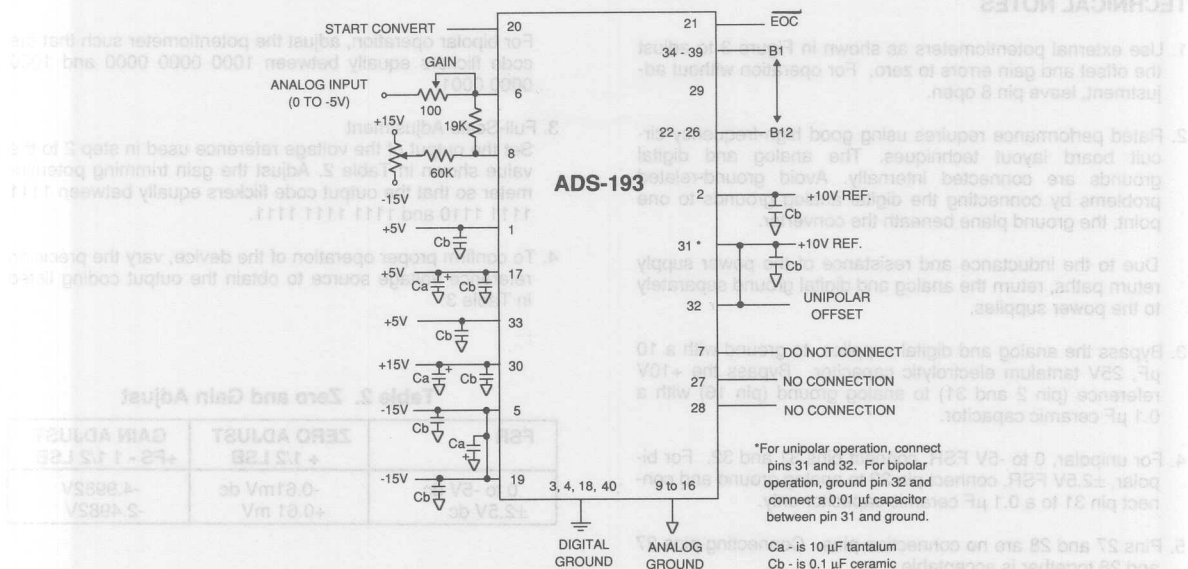 START CONVERT
20
21
EOC
34 - 39
B1
GAIN
ANALOG INPUT
(0 TO -5V)
100
6
29
+15V
19K
22 - 26
B12
8
60K
-15V
ADS-193
2
+10V REF.
Cb
+5V
1
Cb
31 *
+10V REF.
Cb
+5V
17
Ca
Cb
32
UNIPOLAR
OFFSET
+5V
33
Cb
7
DO NOT CONNECT
+15V
30
+
Ca
Cb
27
NO CONNECTION
28
NO CONNECTION
-15V
5
Cb
Ca
+
-15V
19
Cb
3, 4, 18, 40
9 to 16
DIGITAL
GROUND
ANALOG
GROUND
*For unipolar operation, connect
pins 31 and 32. For bipolar
operation, ground pin 32 and
connect a 0.01 µf capacitor
between pin 31 and ground.
Ca - is 10 µF tantalum
Cb - is 0.1 µF ceramic
TECHNICAL NOTES
1. Use external potentiometers as shown in Figure 2 to adjust
the offset and gain errors to zero. For operation without ad-
justment, leave pin 8 open.
2. Rated performance requires using good high-frequency cir-
cuit board layout techniques. The analog and digital
grounds are connected internally. Avoid ground-related
problems by connecting the digital analog grounds to one
point, the ground plane beneath the converter.
Due to the inductance and resistance of the power supply
return paths, return the analog and digital ground separately
to the power supplies.
3. Bypass the analog and digital supplies to ground with a 10
µF, 25V tantalum electrolytic capacitor. Bypass the +10V
reference (pin 2 and 31) to analog ground (pin 16) with a
0.1 µF ceramic capacitor.
4. For unipolar, 0 to -5V FSR, connect pins 31 and 32. For bi-
polar, ±2.5V FSR, connect
ground and con-
nect pin 31 to a 0.1 µF ceramic capacitor
5. Pins 27 and 28 are no connection
Connecting
27
and 28 together is acceptable
For bipolar operation, adjust the potentiometer such that the
code flickers equally between 1000 0000 0000 and 1000
0000 0001
3. Full-Scale Adjustment
Set the output of the voltage reference used in step 2 to the
value shown in Table 2. Adjust the gain trimming potentio-
meter so that the output code flickers equally between 1111
1111 1110 and 1111 1111 1111.
4. To confirm proper operation of the device, vary the precision
reference voltage source to obtain the output coding listed
in Table 3
Table 2. Zero and Gain Adjust
FSR
ZERO ADJUST
+ 1/2 LSB
GAIN ADJUST
+FS - 1 1/2 LSB
0 to -5V dc
-0.61mV dc
-4.9982V
±2.5V dc
+0.61 mV
-2.4982V